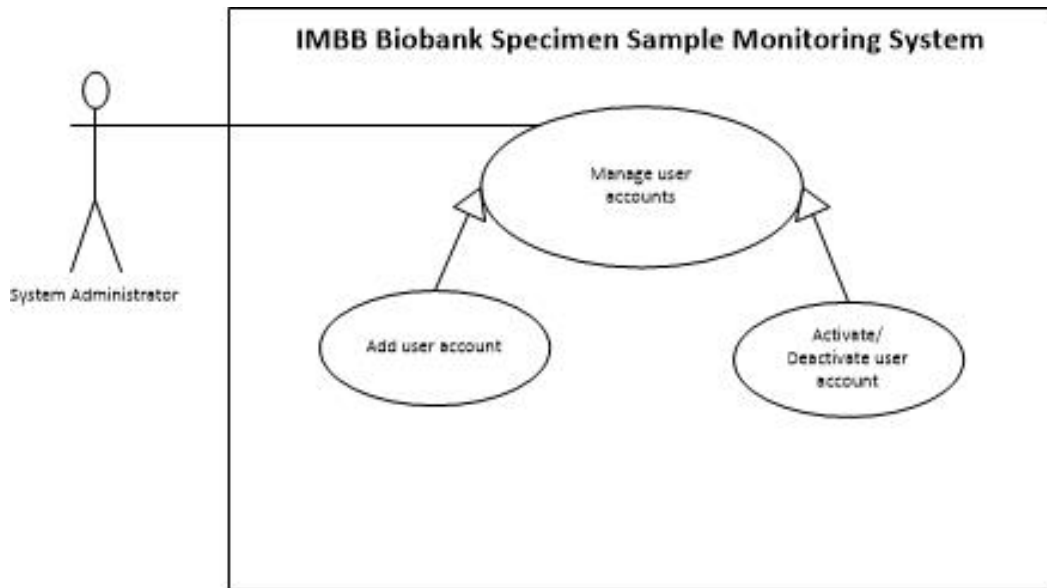 IMBB Biobank Specimen Sample Monitoring System
Manage user
accounts
System Administrator
Add user account
Activate/
Deactivate user
account